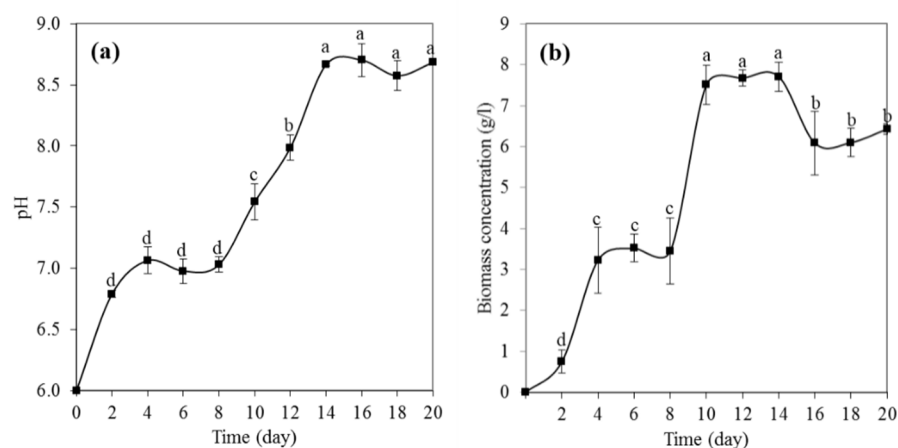 (a)
pH
9.0
8.5
8.0
7.5
7.0
6.5
6.0
d
d
d
d
c
b
a
a
a
a
0 2 4 6 8 10 12 14 16 18 20
Time (day)
(b)
Biomass concentration (g/l)
9
8
7
6
5
4
3
2
1
0
d
c
c
c
a
a
a
b
b
b
2 4 6 8 10 12 14 16 18 20
Time (day)